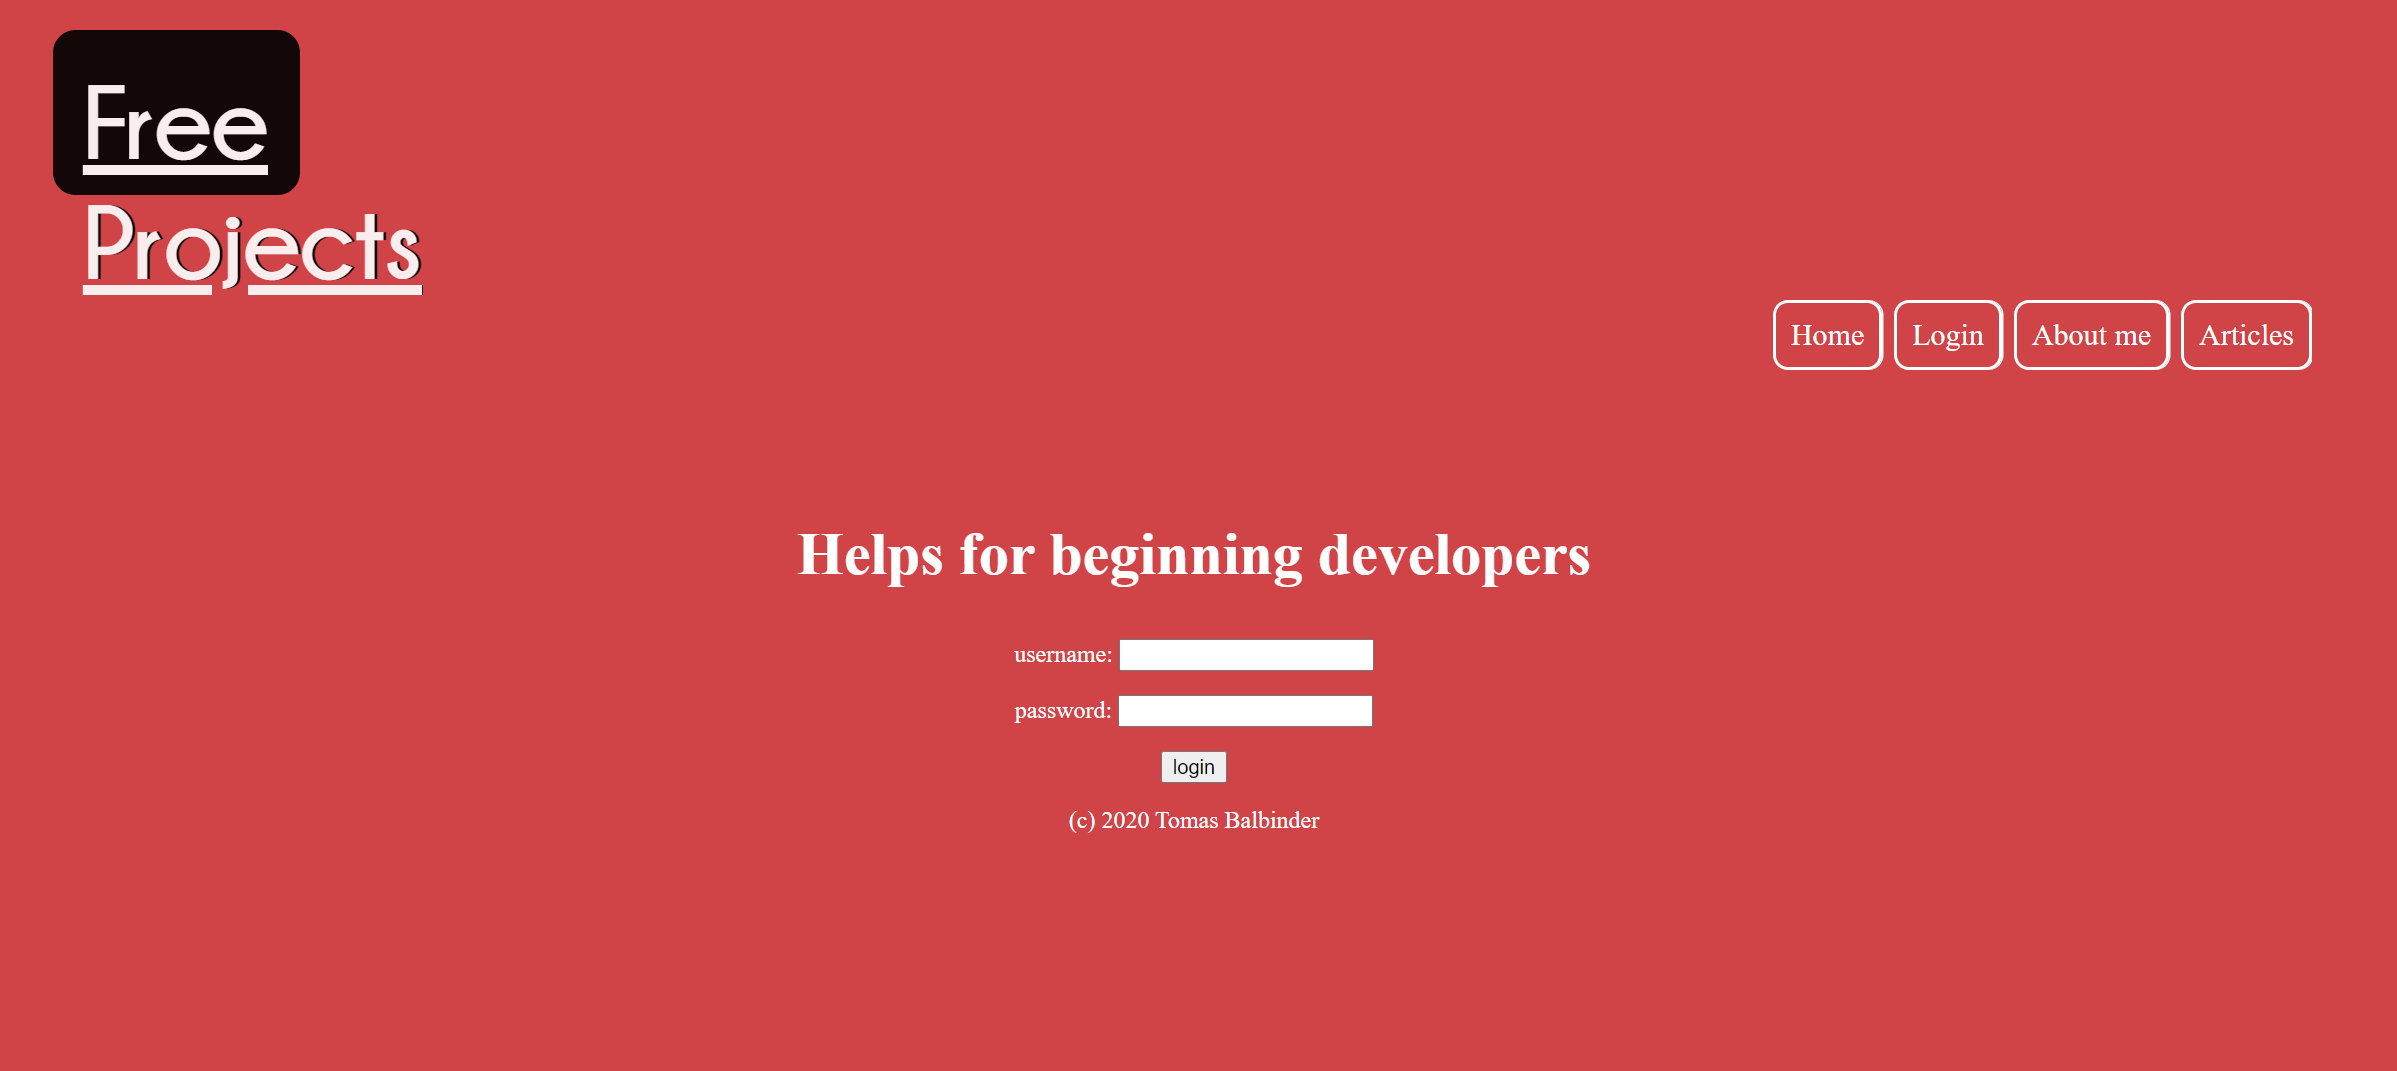 Free
Projects
Home Login About me Articles
Helps for beginning developers
username:
password:
login
(c) 2020 Tomas Balbinder